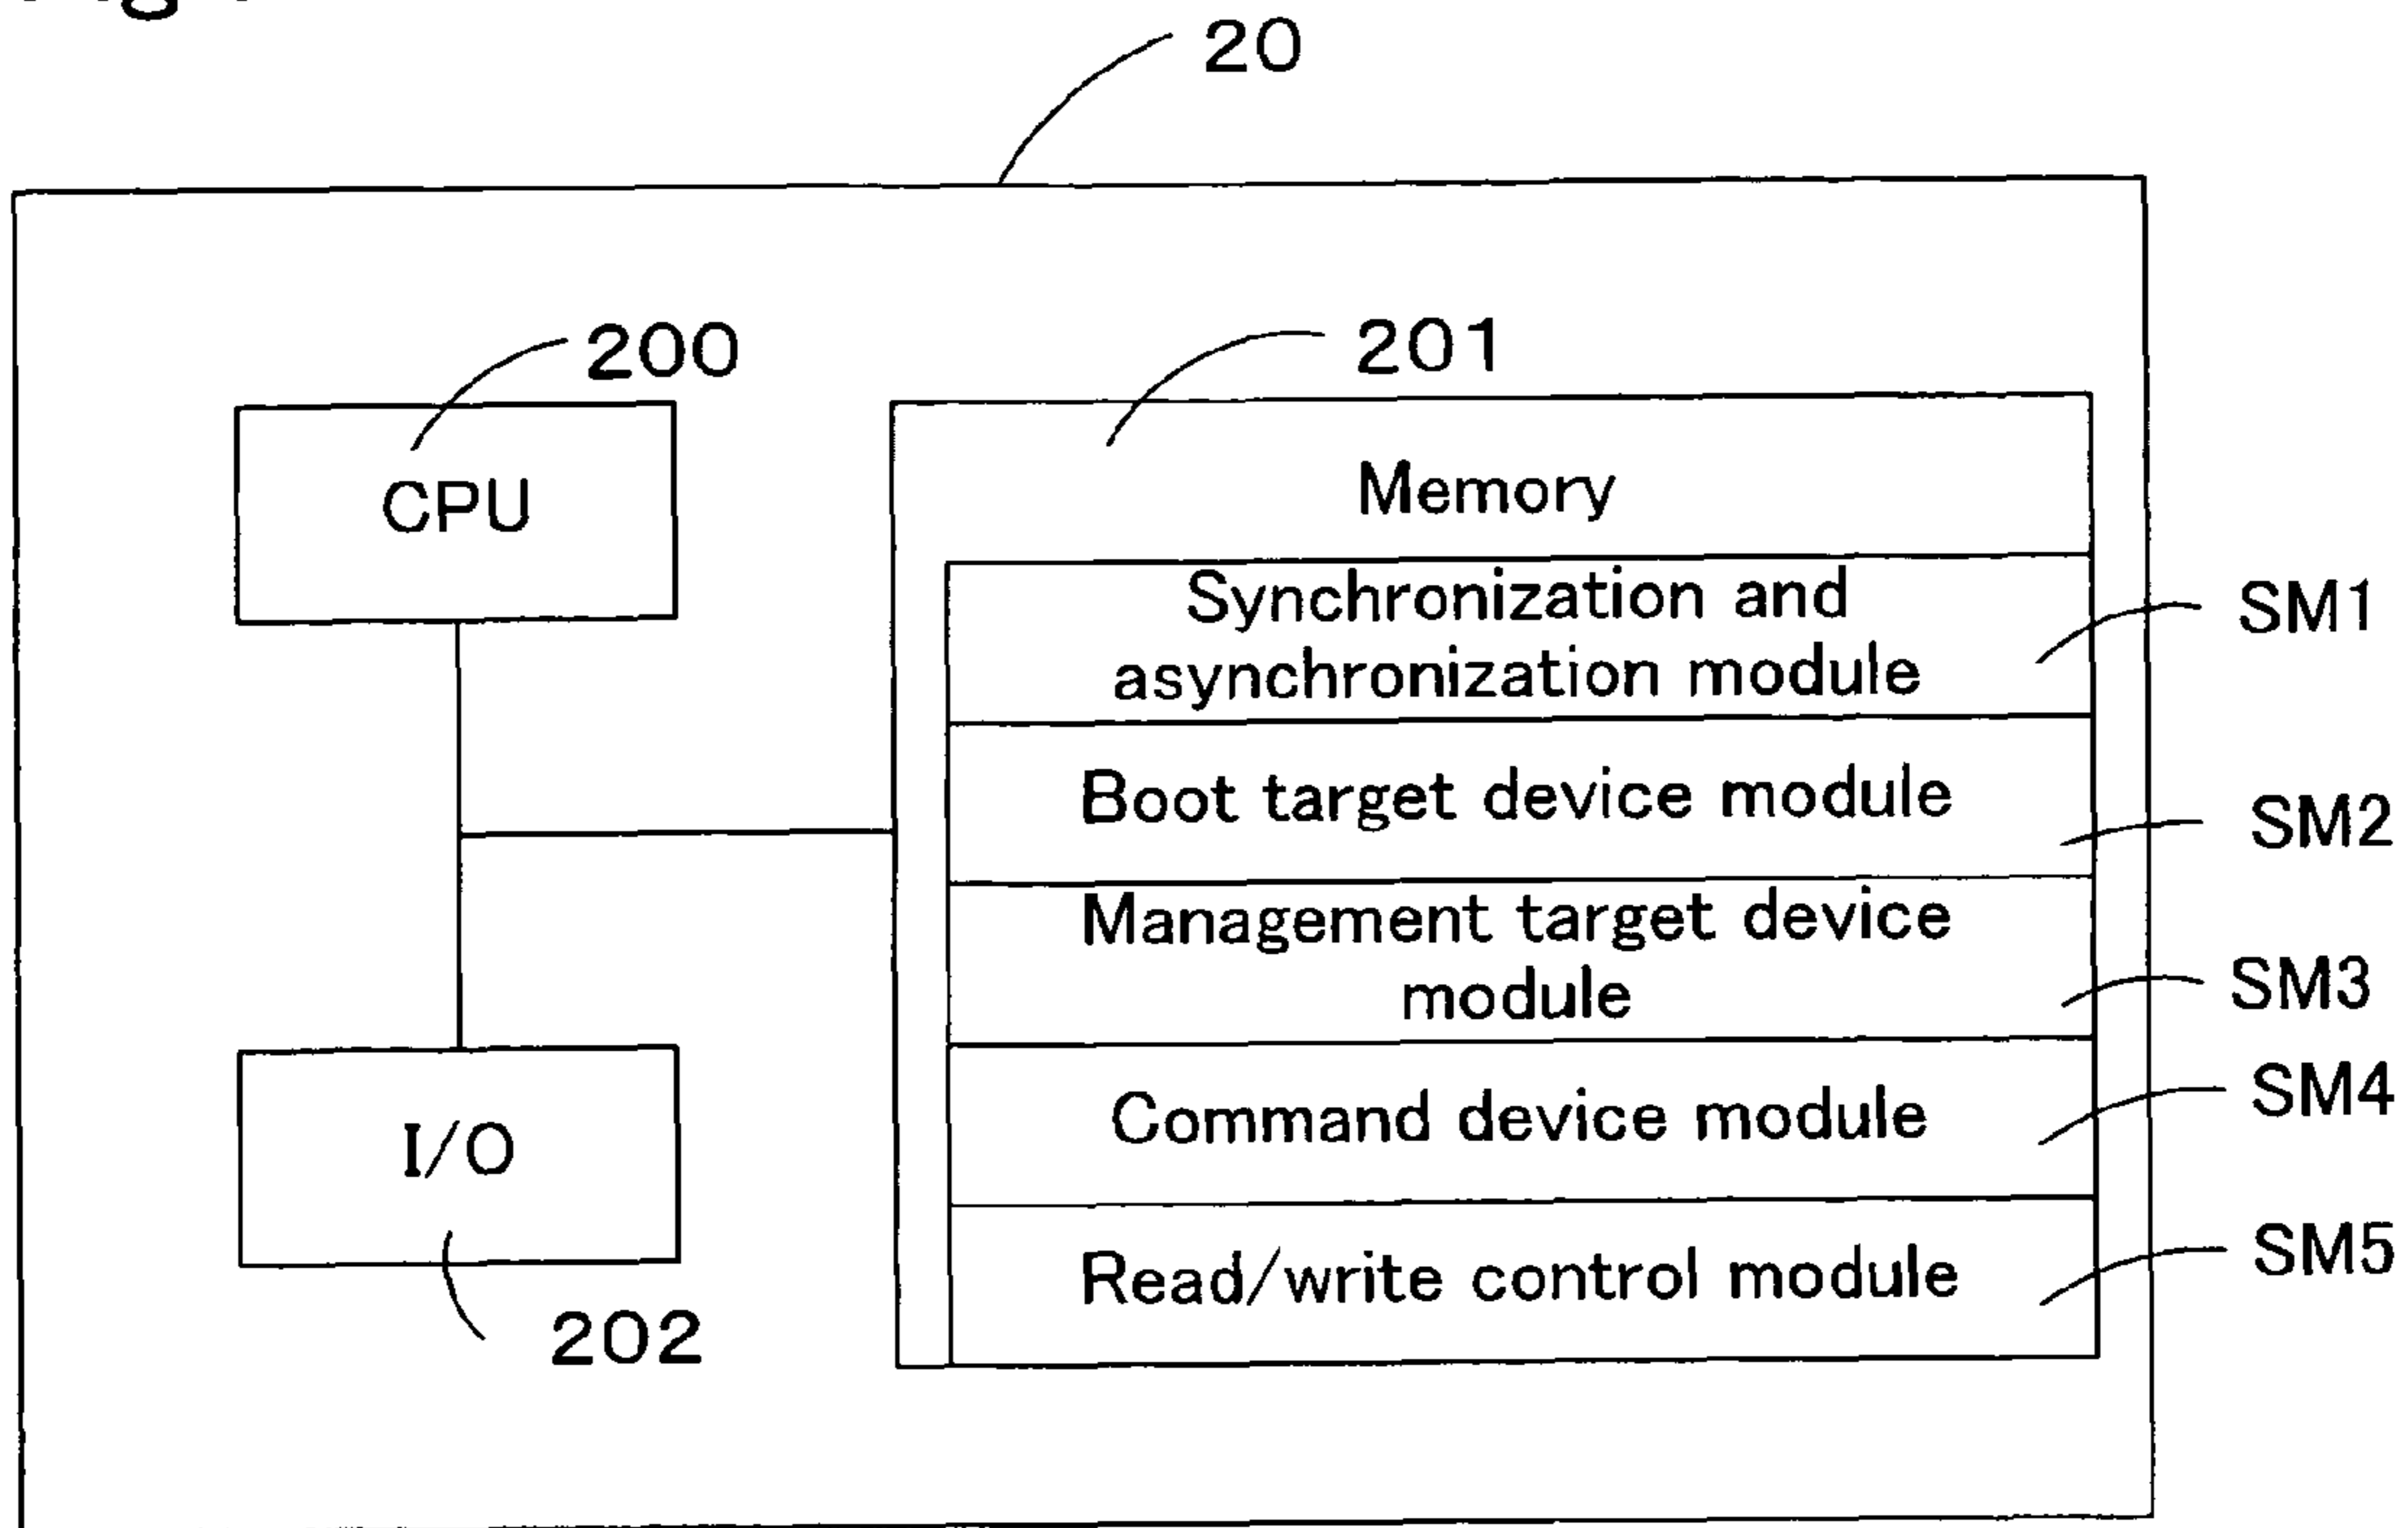 20
200
201
CPU
Memory
Synchronization and
asynchronization module
SM1
Boot target device module
SM2
Management target device
module
SM3
Command device module
SM4
I/O
Read/write control module
SM5
202